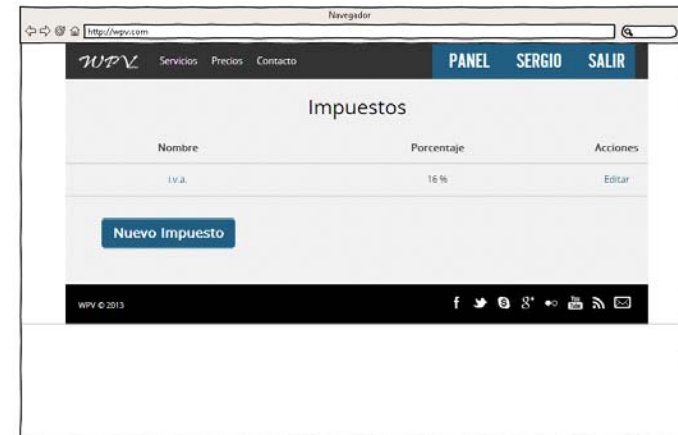 Navegador
http://wpv.com
WPV Servicios Precios Contacto PANEL SERGIO SALIR
Impuestos
Nombre Porcentaje Acciones
i.v.a. 16 % Editar
Nuevo Impuesto
WPV © 2013